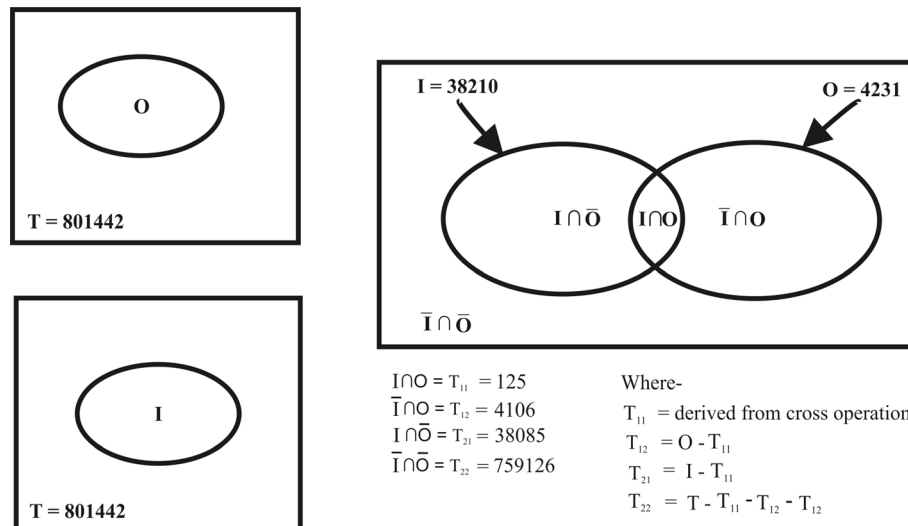 O
T = 801442
I
T = 801442
I = 38210
O = 4231
I∩Ō
I∩O
Ī∩O
Ī∩Ō
I∩O = T₁₁ = 125
Ī∩O = T₁₂ = 4106
I∩Ō = T₂₁ = 38085
Ī∩Ō = T₂₂ = 759126
Where-
T₁₁ = derived from cross operation
T₁₂ = O - T₁₁
T₂₁ = I - T₁₁
T₂₂ = T - T₁₁ - T₁₂ - T₁₂